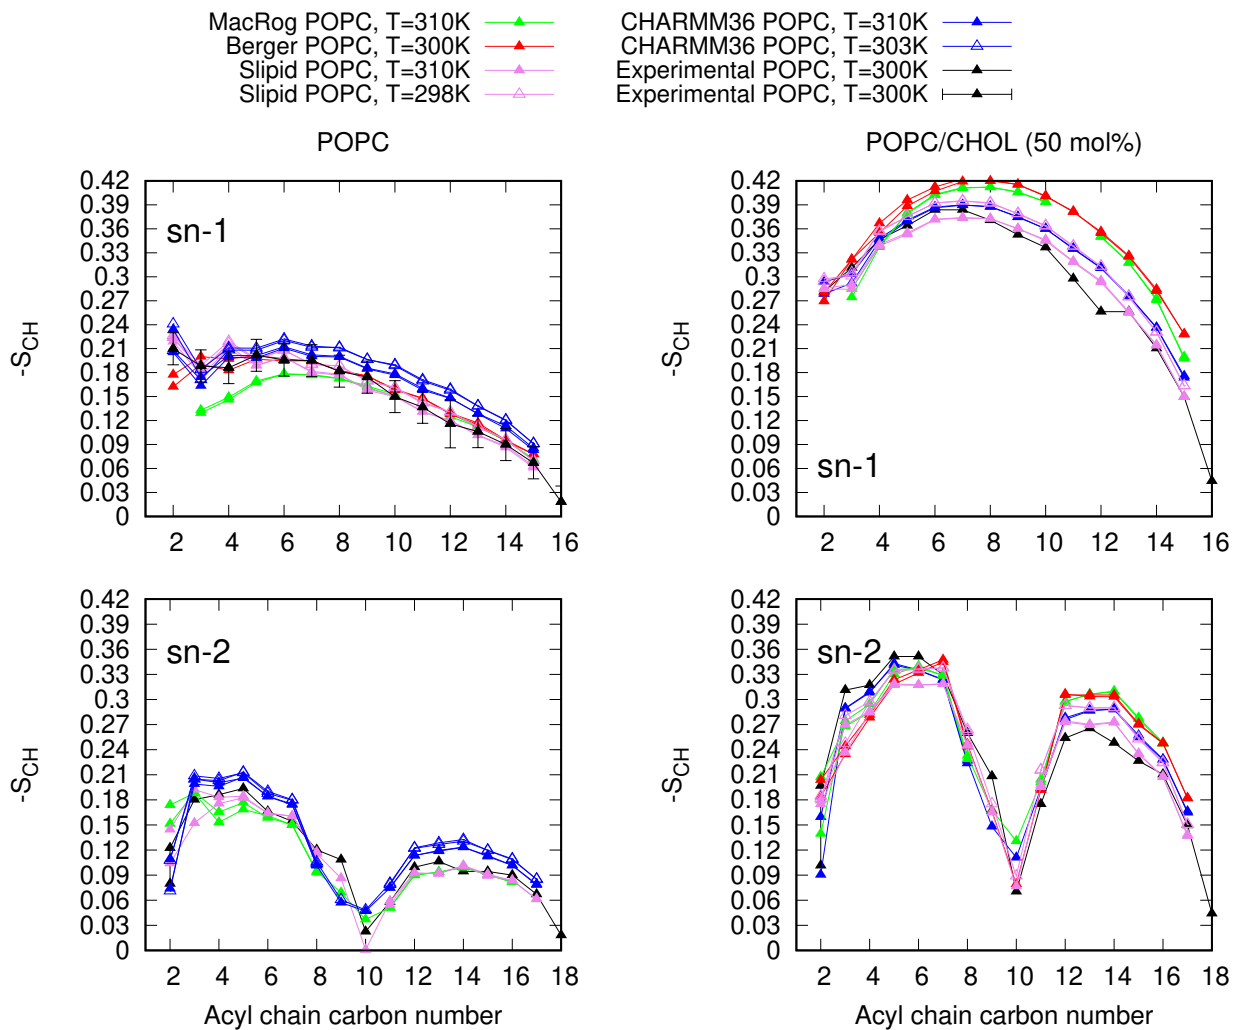 MacRog POPC, T=310K
Berger POPC, T=300K
Slipid POPC, T=310K
Slipid POPC, T=298K
CHARMM36 POPC, T=310K
CHARMM36 POPC, T=303K
Experimental POPC, T=300K
Experimental POPC, T=300K
POPC
0.42
0.39
0.36
0.33
0.3
0.27
0.24
0.21
0.18
0.15
0.12
0.09
0.06
0.03
0
-SCH
sn-1
2 4 6 8 10 12 14 16
POPC/CHOL (50 mol%)
0.42
0.39
0.36
0.33
0.3
0.27
0.24
0.21
0.18
0.15
0.12
0.09
0.06
0.03
0
-SCH
sn-1
2 4 6 8 10 12 14 16
0.42
0.39
0.36
0.33
0.3
0.27
0.24
0.21
0.18
0.15
0.12
0.09
0.06
0.03
0
-SCH
sn-2
2 4 6 8 10 12 14 16 18
Acyl chain carbon number
0.42
0.39
0.36
0.33
0.3
0.27
0.24
0.21
0.18
0.15
0.12
0.09
0.06
0.03
0
-SCH
sn-2
2 4 6 8 10 12 14 16 18
Acyl chain carbon number